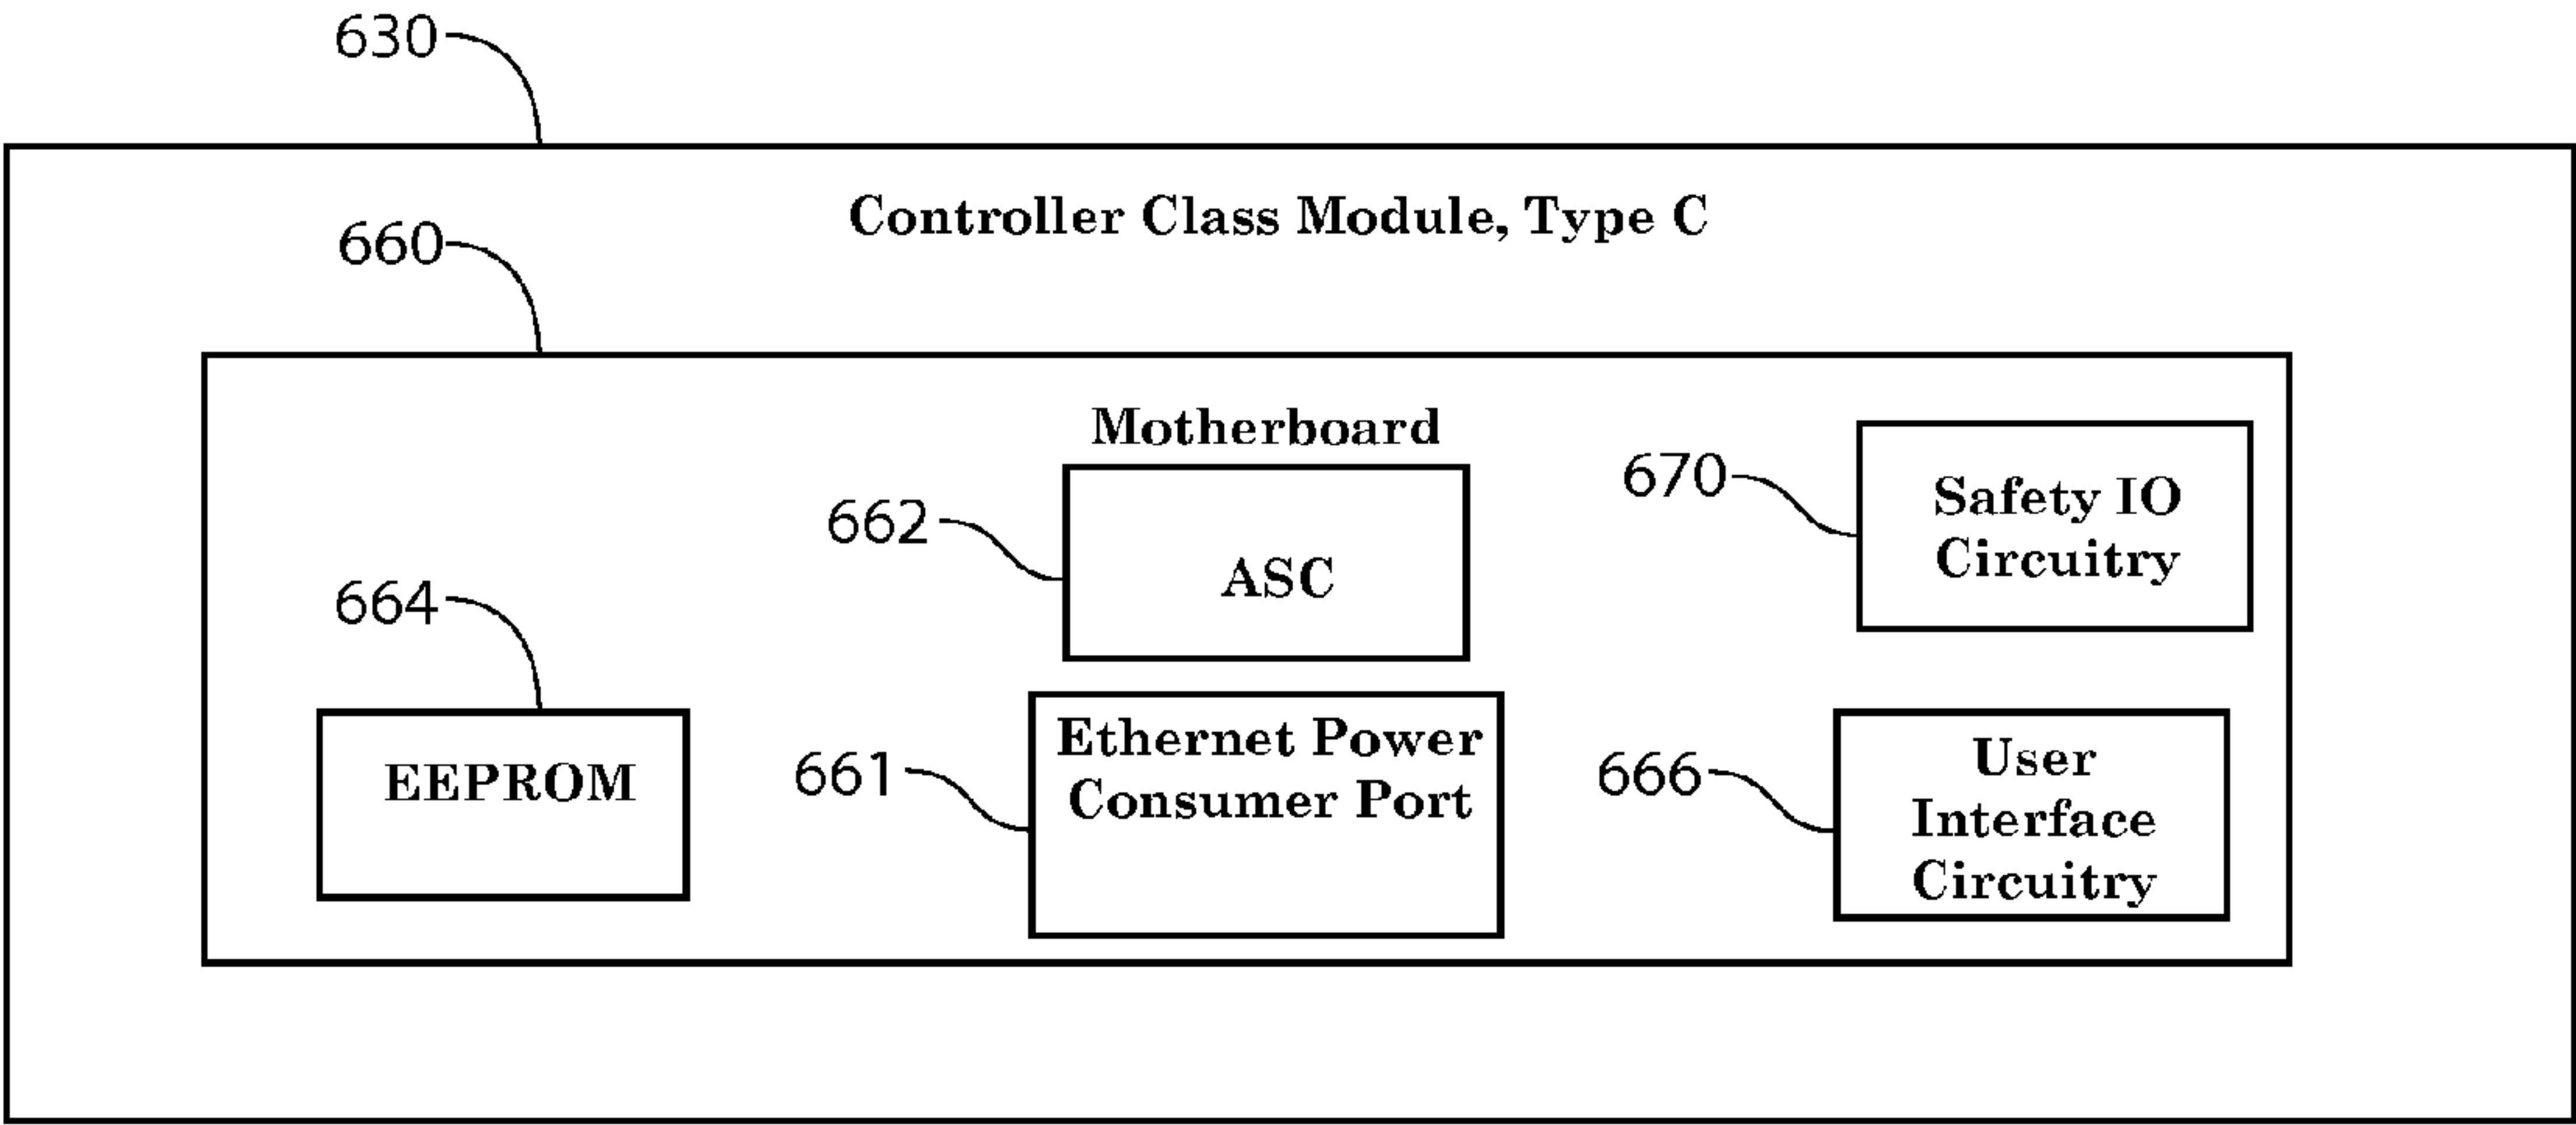 630
Controller Class Module, Type C
660
Motherboard
662
ASC
670
Safety IO
Circuitry
664
EEPROM
661
Ethernet Power
Consumer Port
666
User
Interface
Circuitry